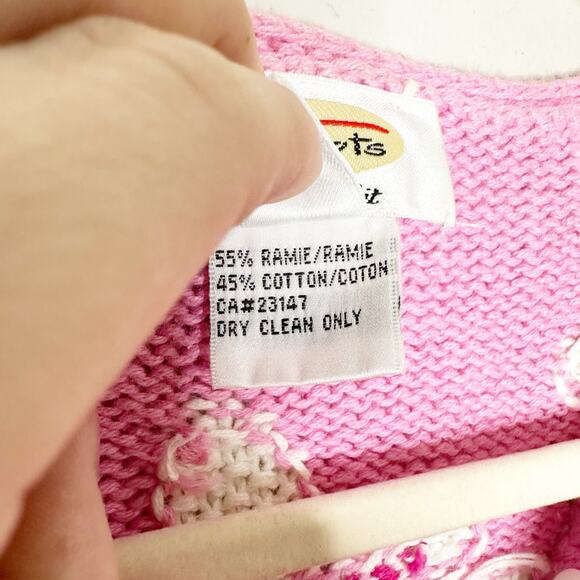 55% RAMIE/RAMIE
45% COTTON/COTON
CA#23147
DRY CLEAN ONLY